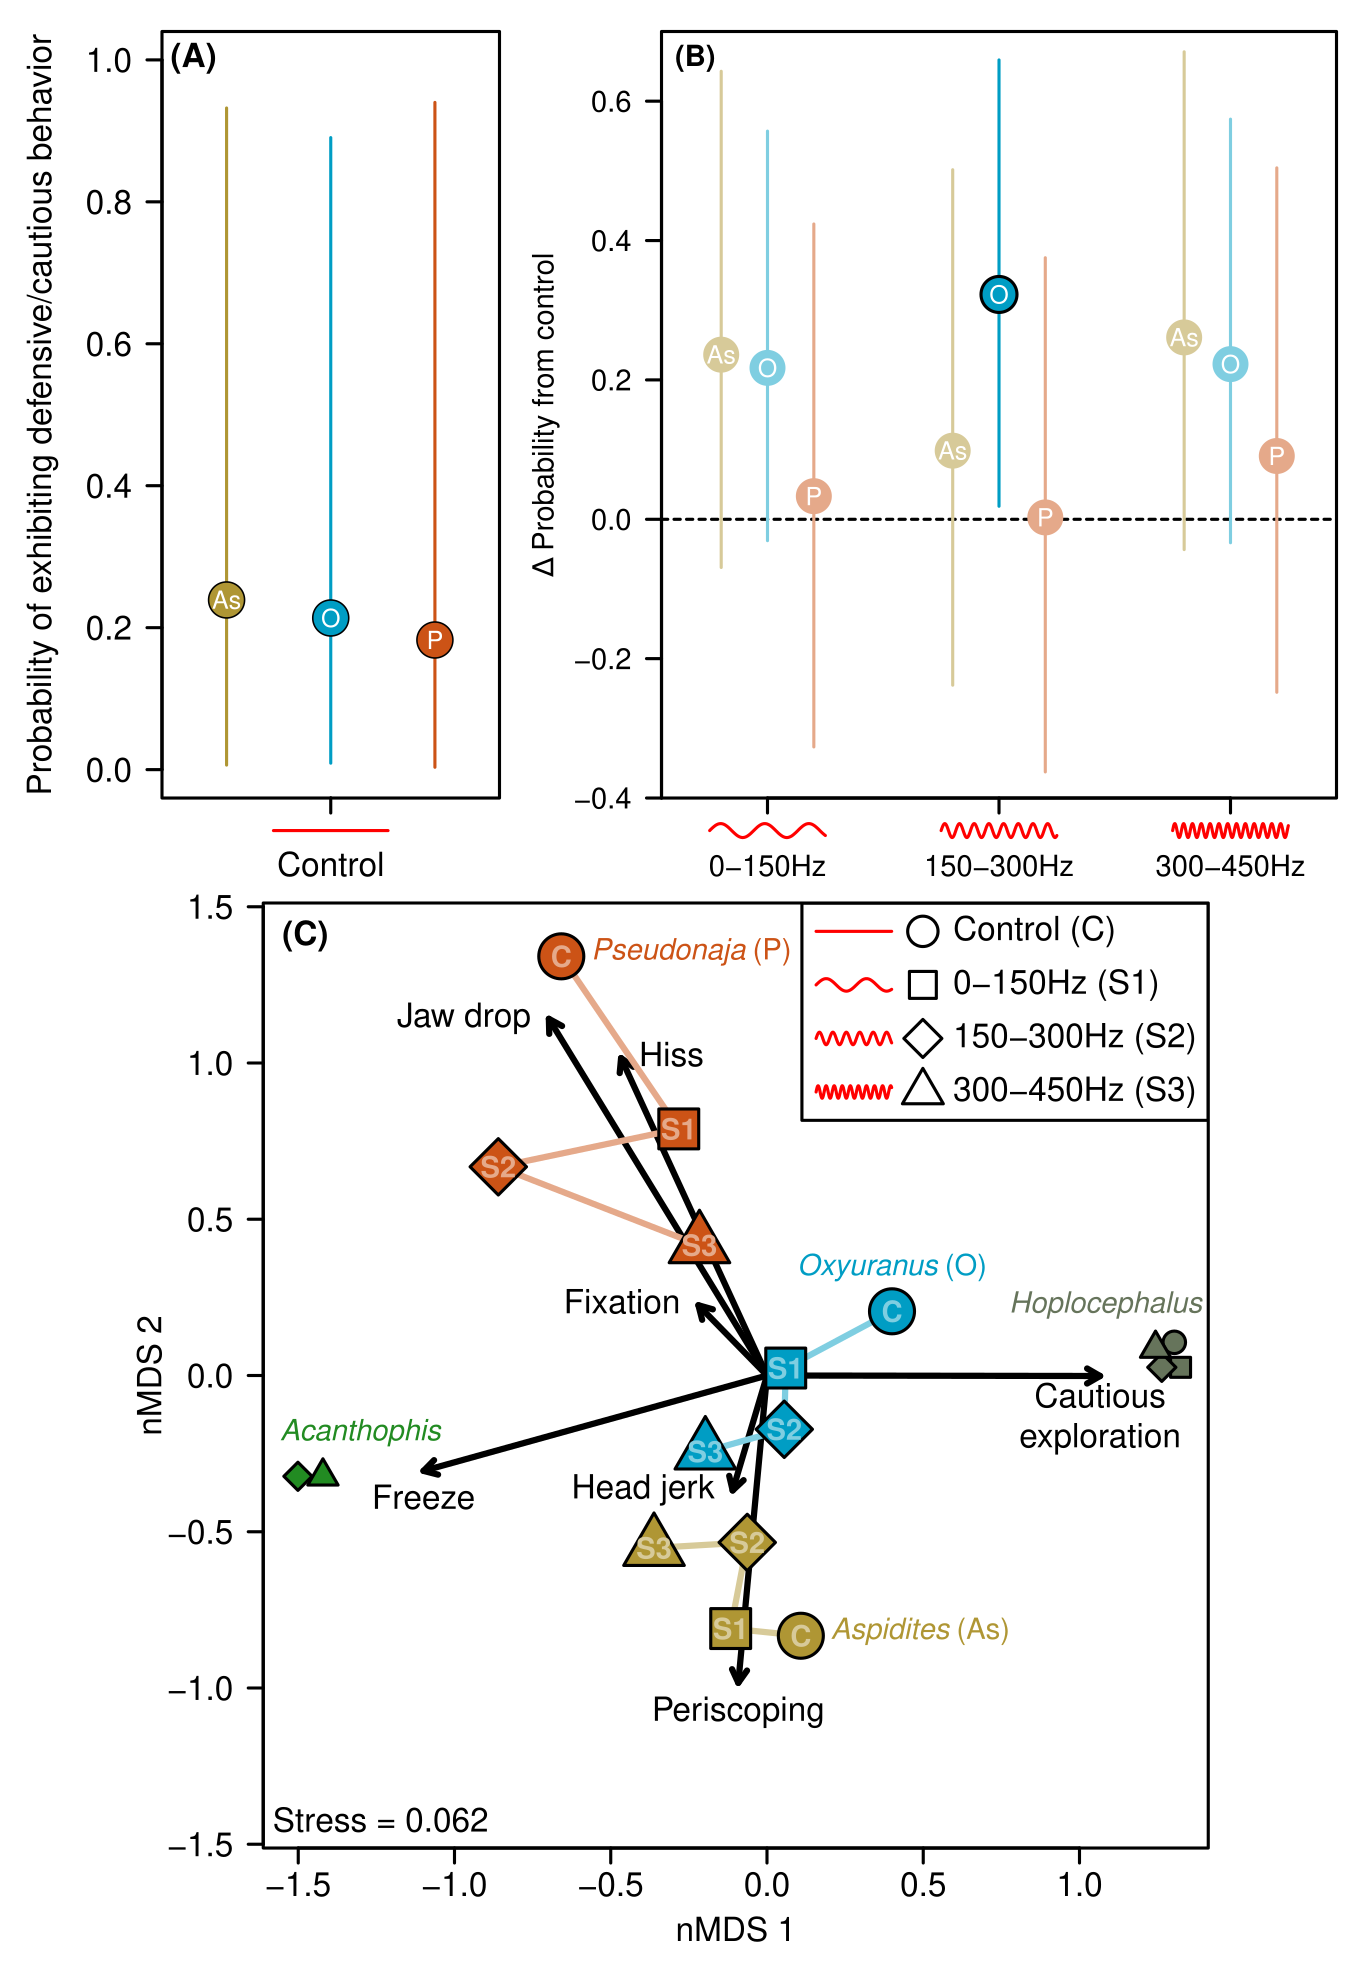 (A)
Probability of exhibiting defensive/cautious behavior
1.0
0.8
0.6
0.4
0.2
0.0
As
O
P
Control
(B)
Δ Probability from control
0.6
0.4
0.2
0.0
−0.2
−0.4
As
O
P
As
O
P
As
O
P
0−150Hz
150−300Hz
300−450Hz
(C)
nMDS 2
1.5
1.0
0.5
0.0
−0.5
−1.0
−1.5
Control (C)
0−150Hz (S1)
150−300Hz (S2)
300−450Hz (S3)
C
Pseudonaja (P)
Jaw drop
Hiss
S1
S2
S3
Oxyuranus (O)
Hoplocephalus
Fixation
C
S1
Cautious
exploration
Acanthophis
S2
S3
Freeze
Head jerk
S3
S2
S1
C
Aspidites (As)
Periscoping
Stress = 0.062
−1.5
−1.0
−0.5
0.0
0.5
1.0
nMDS 1